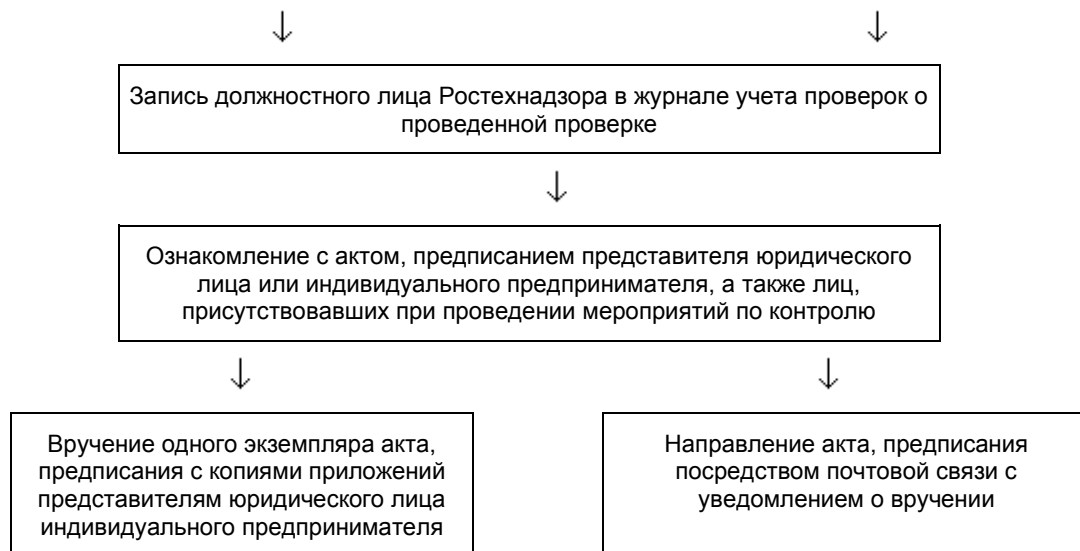 Запись должностного лица Ростехнадзора в журнале учета проверок о
проведенной проверке
Ознакомление с актом, предписанием представителя юридического
лица или индивидуального предпринимателя, а также лиц,
присутствовавших при проведении мероприятий по контролю
Вручение одного экземпляра акта,
предписания с копиями приложений
представителям юридического лица
индивидуального предпринимателя
Направление акта, предписания
посредством почтовой связи с
уведомлением о вручении